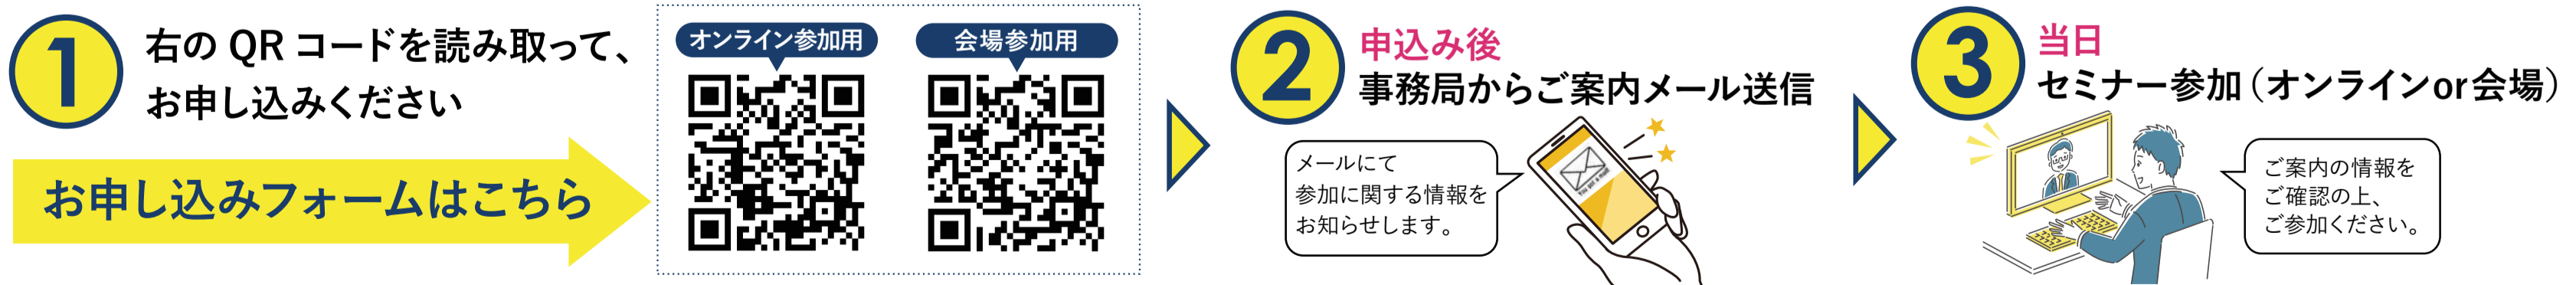 1
右の QR コードを読み取って、
お申し込みください
お申し込みフォームはこちら
オンライン参加用
会場参加用
2
申込み後
事務局からご案内メール送信
メールにて
参加に関する情報を
お知らせします。
You got a mail!
3
当日
セミナー参加（オンラインor会場）
ご案内の情報を
ご確認の上、
ご参加ください。